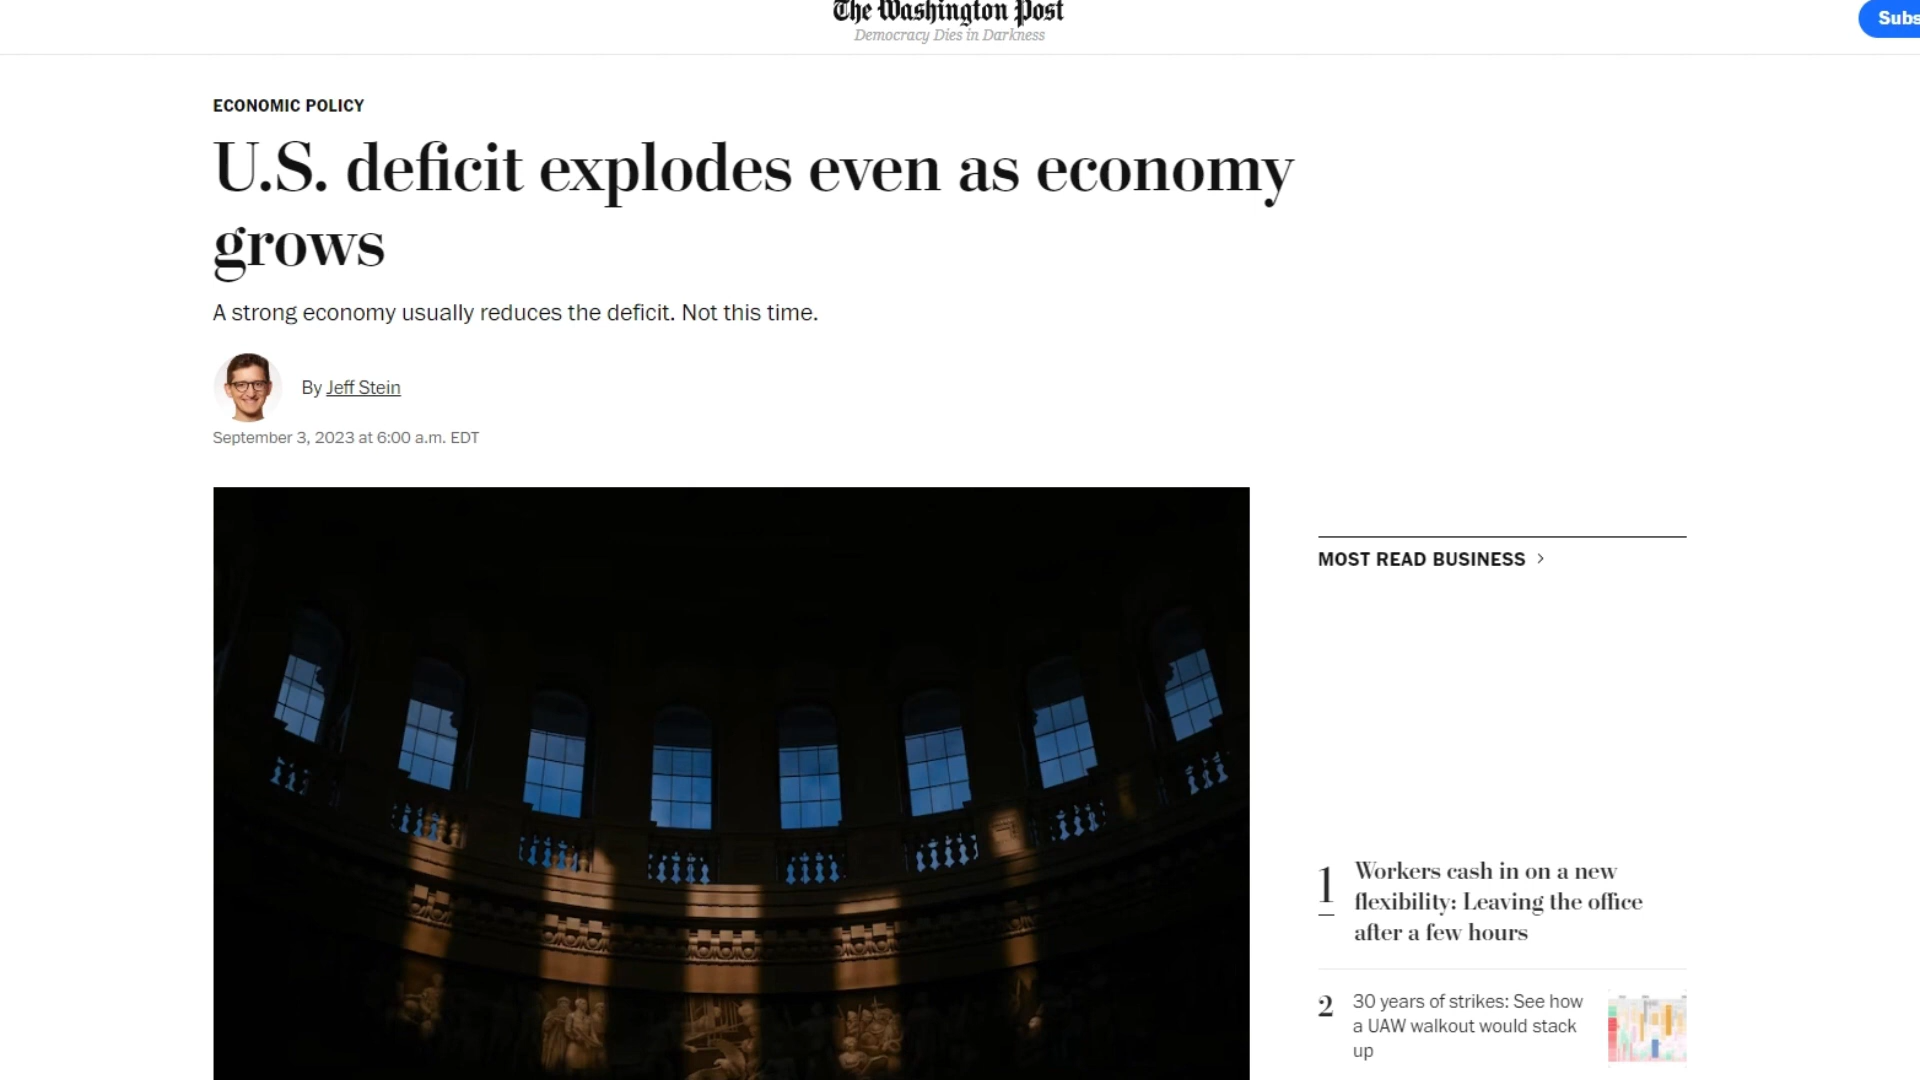 The Washington Post
Democracy Dies in Darkness
Subs
ECONOMIC POLICY
U.S. deficit explodes even as economy
grows
A strong economy usually reduces the deficit. Not this time.
By Jeff Stein
September 3, 2023 at 6:00 a.m. EDT
MOST READ BUSINESS >
1
Workers cash in on a new
flexibility: Leaving the office
after a few hours
2
30 years of strikes: See how
a UAW walkout would stack
up